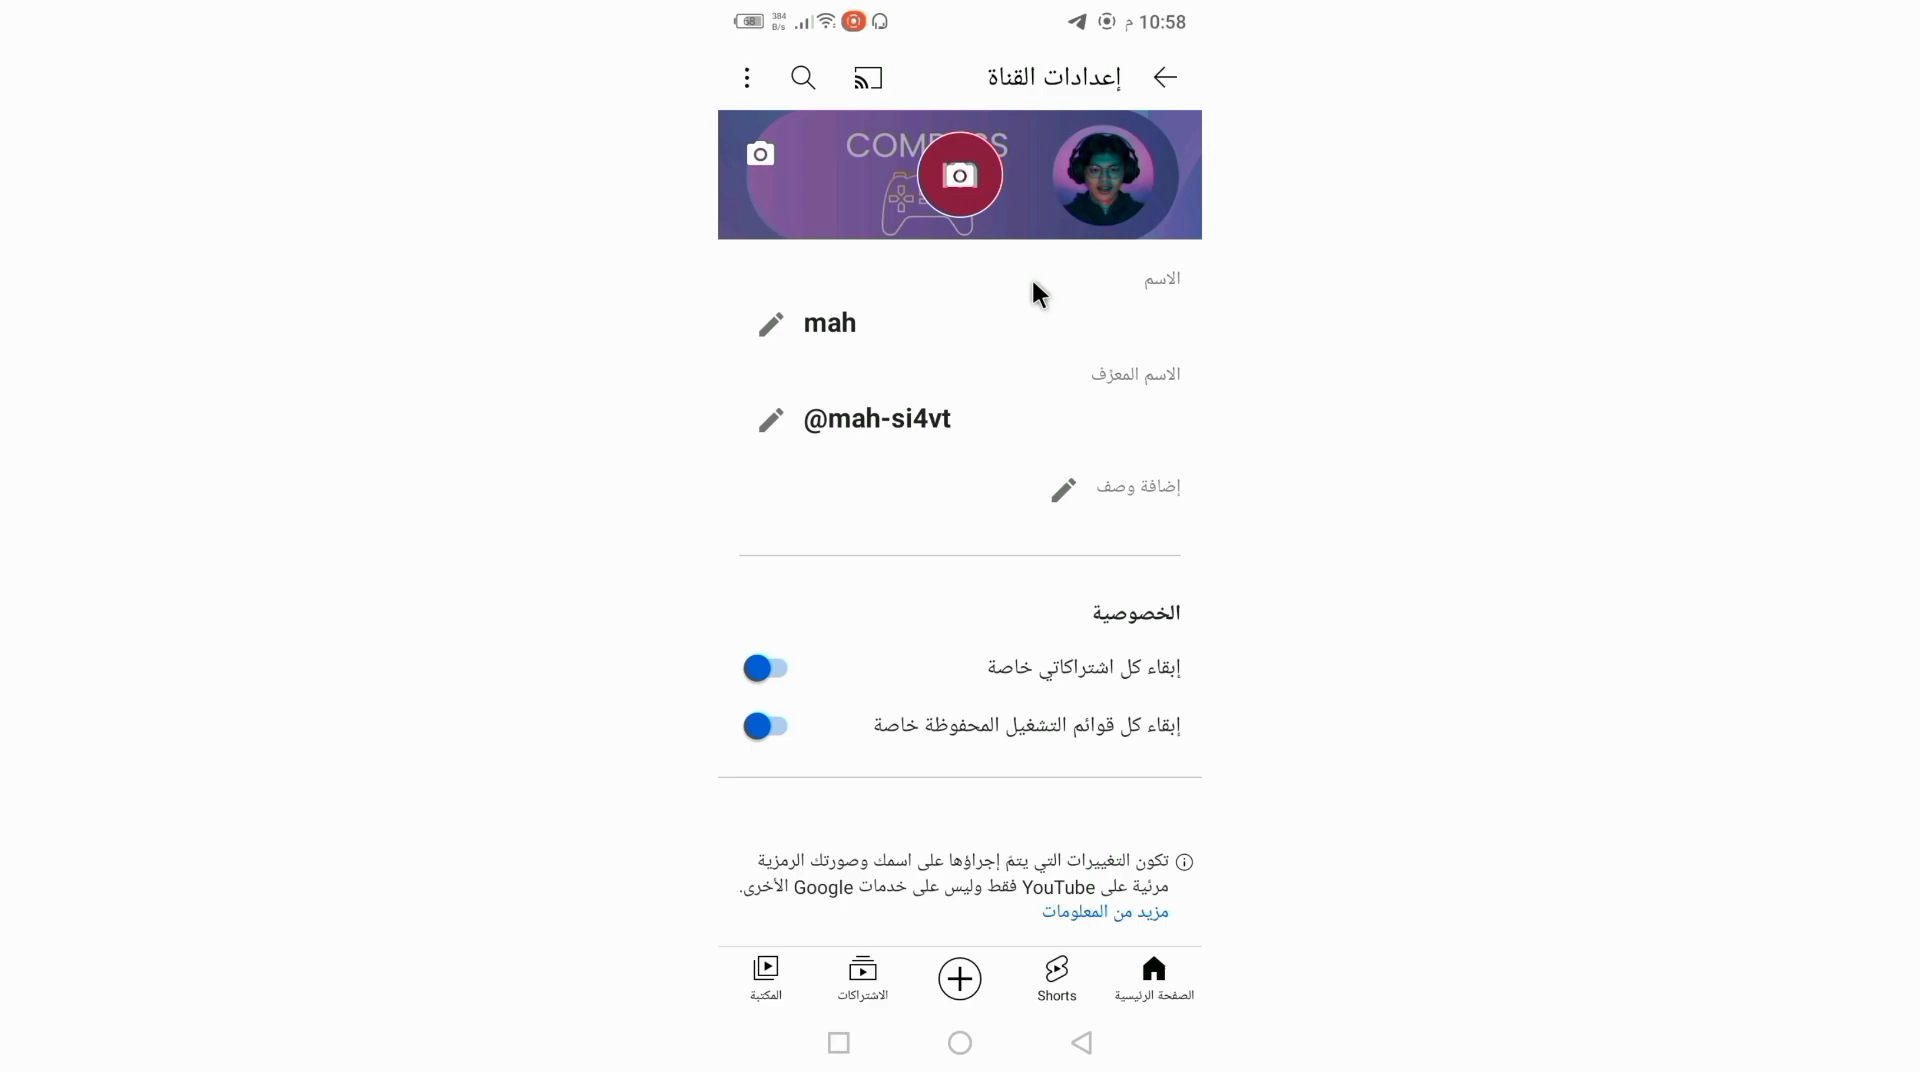 10:58 م
384
B/s
68
إعدادات القناة
الاسم
mah
الاسم المعرّف
@mah-si4vt
إضافة وصف
الخصوصية
إبقاء كل اشتراكاتي خاصة
إبقاء كل قوائم التشغيل المحفوظة خاصة
تكون التغييرات التي يتمّ إجراؤها على اسمك وصورتك الرمزية
مرئية على YouTube فقط وليس على خدمات Google الأخرى.
مزيد من المعلومات
الصفحة الرئيسية
Shorts
الاشتراكات
المكتبة